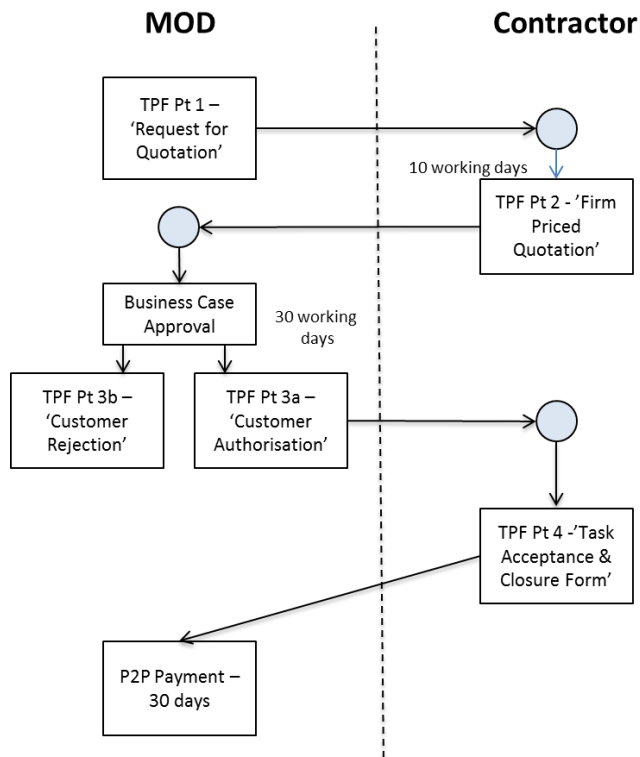 MOD
Contractor
TPF Pt 1 –
‘Request for
Quotation’
10 working days
TPF Pt 2 - ’Firm
Priced
Quotation’
Business Case
Approval
30 working
days
TPF Pt 3b –
‘Customer
Rejection’
TPF Pt 3a –
‘Customer
Authorisation’
TPF Pt 4 -’Task
Acceptance &
Closure Form’
P2P Payment –
30 days